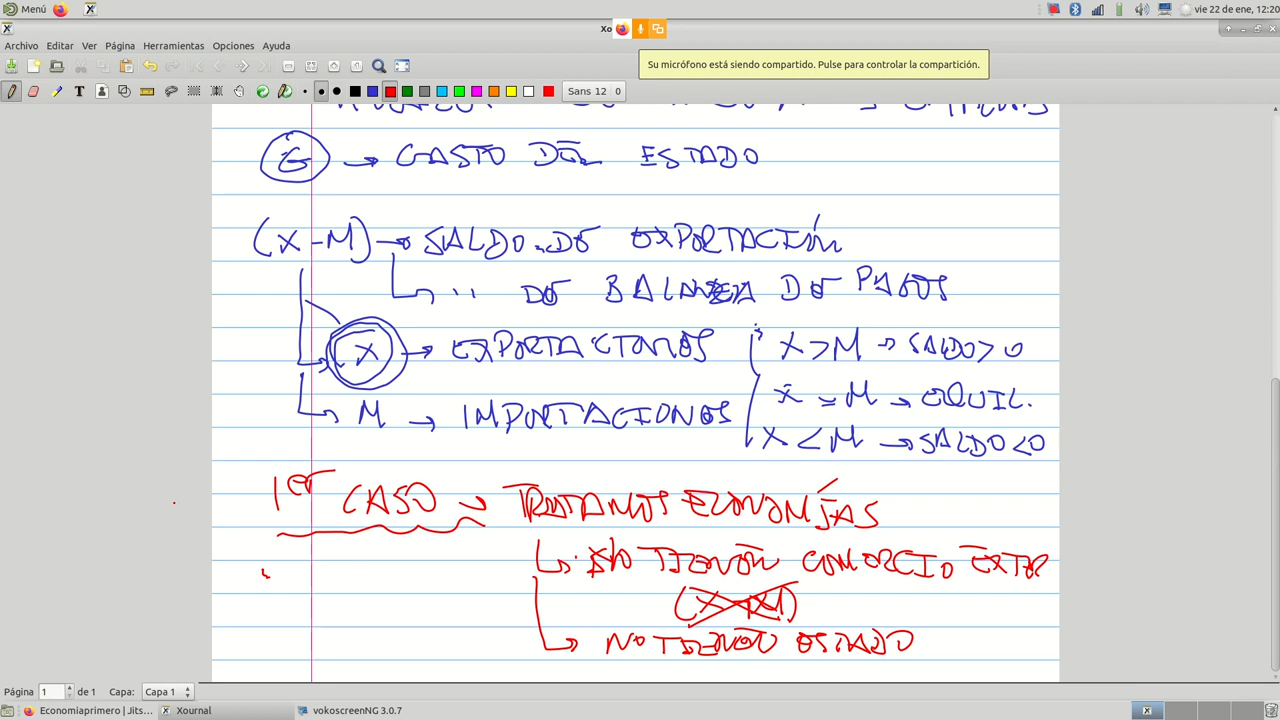 Menú vie 22 de ene, 12:20
Xo
Archivo Editar Ver Página Herramientas Opciones Ayuda
Su micrófono está siendo compartido. Pulse para controlar la compartición.
Sans 12 0
G → GASTO DEL ESTADO
(X-M) → SALDO DE EXPORTACIÓN
'' DE BALANZA DE PAGOS
X → EXPORTACIONES X>M → SALDO>0
X=M → EQUIL.
M → IMPORTACIONES X<M → SALDO<0
1er CASO → TRATAMOS ECONOMÍAS
NO TIENEN COMERCIO EXTER
(X-M)
NO TIENEN ESTADO
Página 1 de 1 Capa: Capa 1
Economiaprimero | Jits... Xournal vokoscreenNG 3.0.7